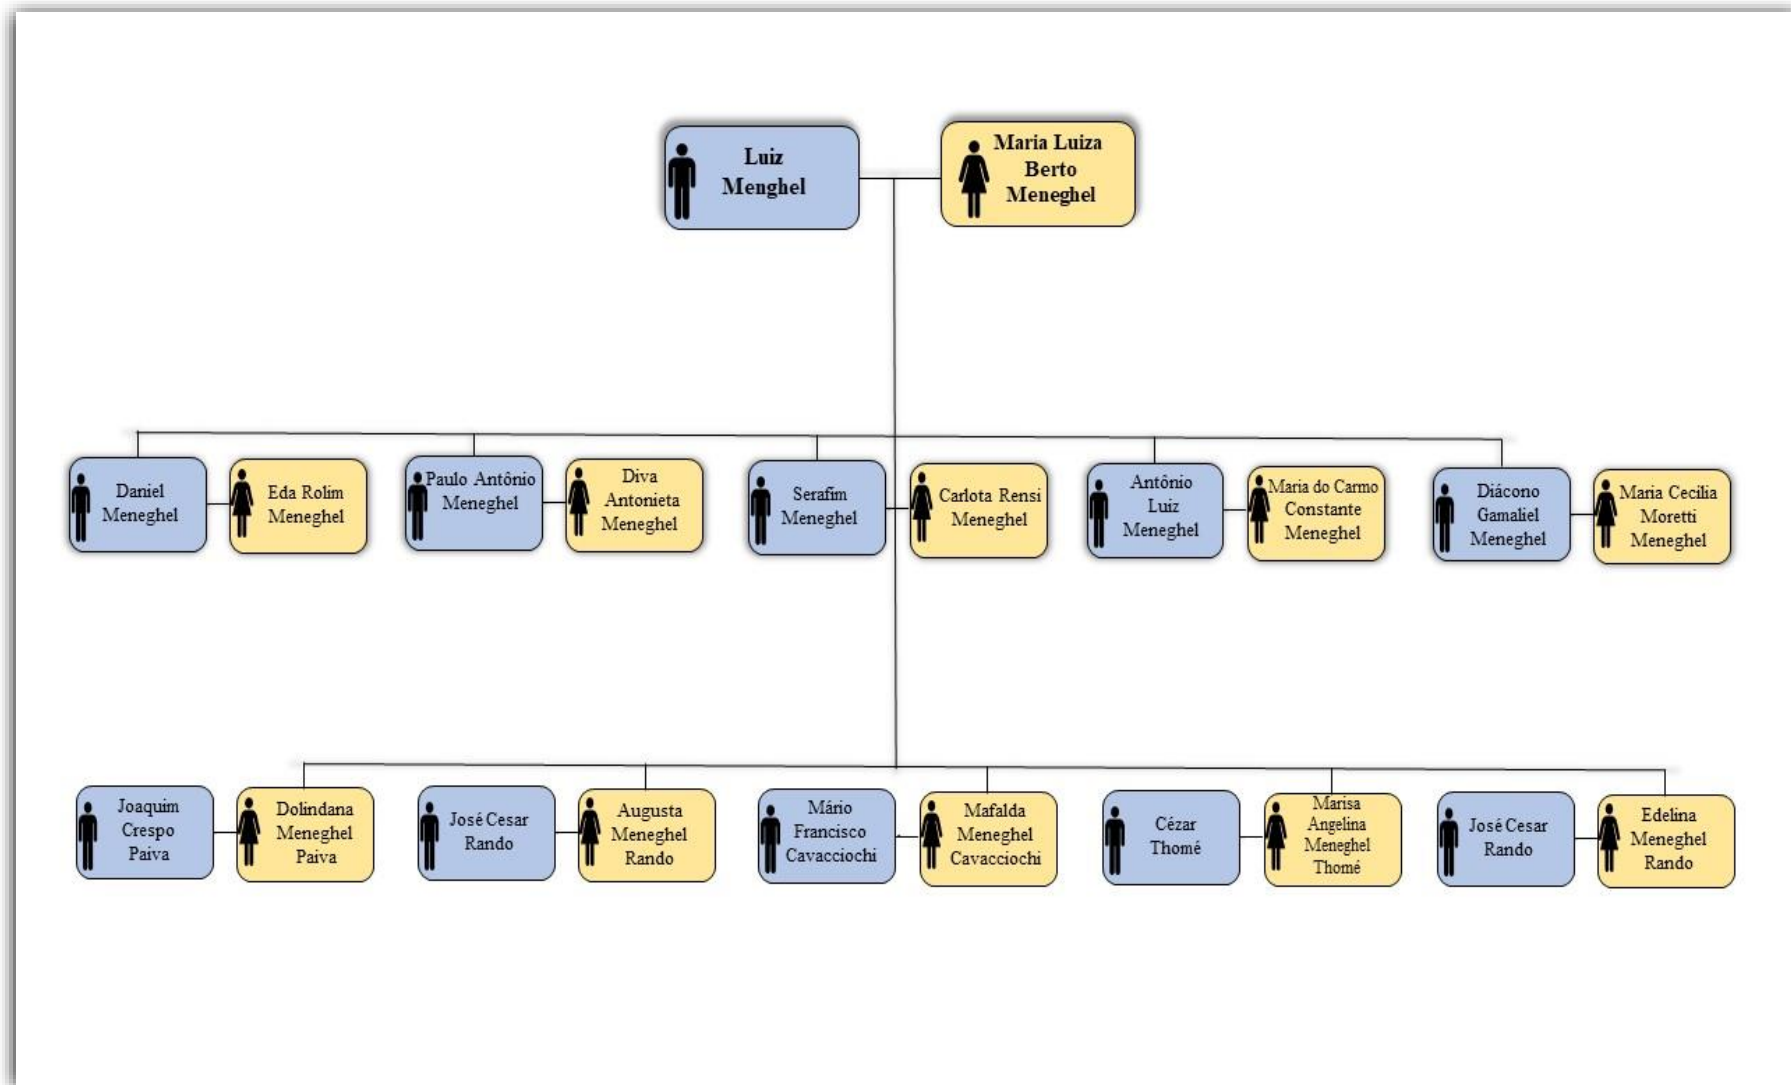 Luiz
Menghel
Maria Luiza
Berto
Meneghel
Daniel
Meneghel
Eda Rolim
Meneghel
Paulo Antônio
Meneghel
Diva
Antonieta
Meneghel
Serafim
Meneghel
Carlota Rensi
Meneghel
Antônio
Luiz
Meneghel
Maria do Carmo
Constante
Meneghel
Diácono
Gamaliel
Meneghel
Maria Cecília
Moretti
Meneghel
Joaquim
Crespo
Paiva
Dolindana
Meneghel
Paiva
José Cesar
Rando
Augusta
Meneghel
Rando
Mário
Francisco
Cavacciochi
Mafalda
Meneghel
Cavacciochi
Cézar
Thomé
Marisa
Angelina
Meneghel
Thomé
José Cesar
Rando
Edelina
Meneghel
Rando